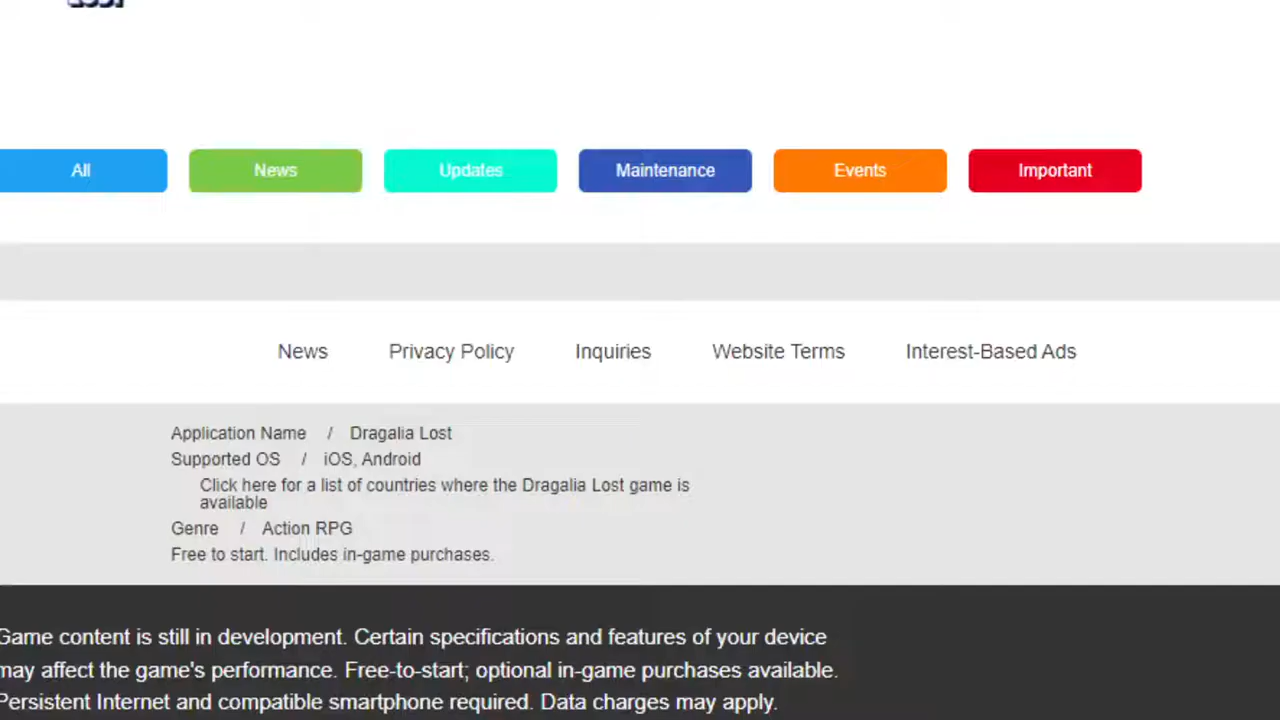 All News Updates Maintenance Events Important
News Privacy Policy Inquiries Website Terms Interest-Based Ads
Application Name / Dragalia Lost
Supported OS / iOS, Android
Click here for a list of countries where the Dragalia Lost game is
available
Genre / Action RPG
Free to start. Includes in-game purchases.
Game content is still in development. Certain specifications and features of your device
may affect the game's performance. Free-to-start; optional in-game purchases available.
Persistent Internet and compatible smartphone required. Data charges may apply.